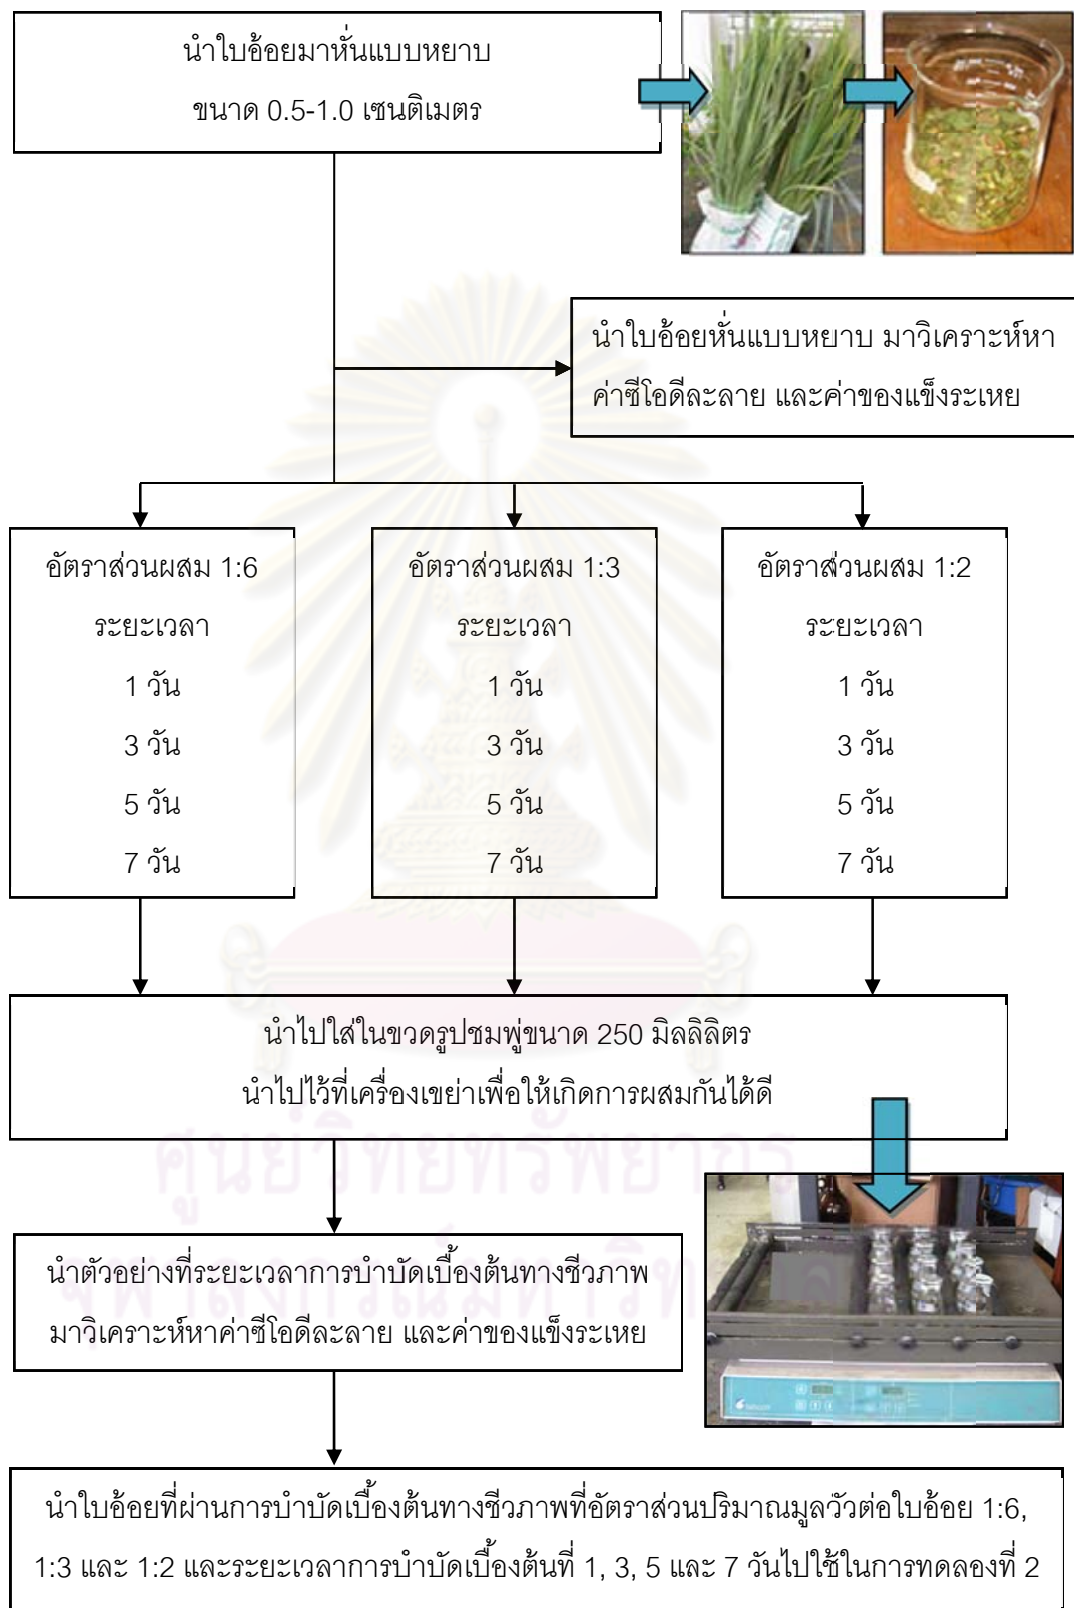 นำใบอ้อยมาหั่นแบบหยาบ
ขนาด 0.5-1.0 เซนติเมตร
นำใบอ้อยหั่นแบบหยาบ มาวิเคราะห์หา
ค่าซีโอดีละลาย และค่าของแข็งระเหย
อัตราส่วนผสม 1:6
ระยะเวลา
1 วัน
3 วัน
5 วัน
7 วัน
อัตราส่วนผสม 1:3
ระยะเวลา
1 วัน
3 วัน
5 วัน
7 วัน
อัตราส่วนผสม 1:2
ระยะเวลา
1 วัน
3 วัน
5 วัน
7 วัน
นำไปใส่ในขวดรูปชมพู่ขนาด 250 มิลลิลิตร
นำไปไว้ที่เครื่องเขย่าเพื่อให้เกิดการผสมกันได้ดี
ศูนย์วิทยทรัพยากร
นำตัวอย่างที่ระยะเวลาการบำบัดเบื้องต้นทางชีวภาพ
มาวิเคราะห์หาค่าซีโอดีละลาย และค่าของแข็งระเหย
นำใบอ้อยที่ผ่านการบำบัดเบื้องต้นทางชีวภาพที่อัตราส่วนปริมาณมูลวัวต่อใบอ้อย 1:6,
1:3 และ 1:2 และระยะเวลาการบำบัดเบื้องต้นที่ 1, 3, 5 และ 7 วันไปใช้ในการทดลองที่ 2